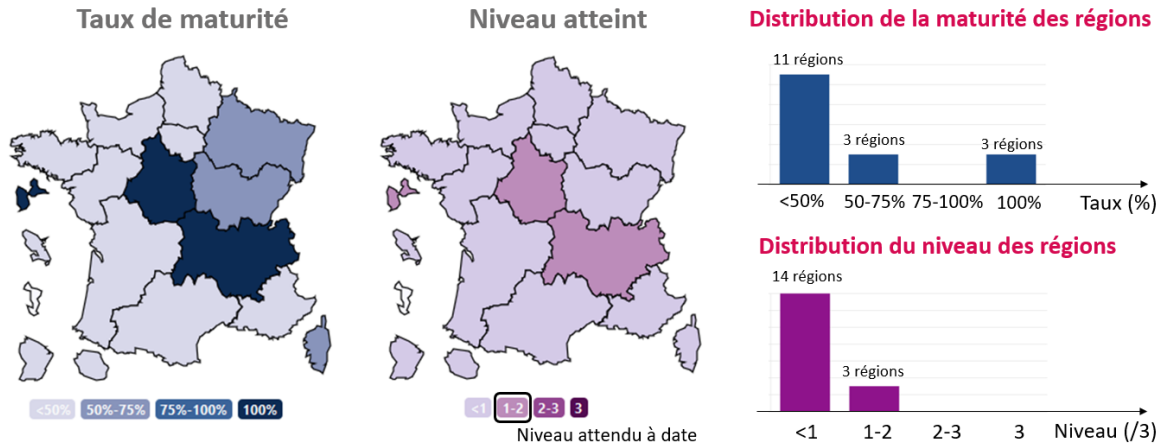 Taux de maturité
<50%
50%-75%
75%-100%
100%
Niveau atteint
<1
1-2
2-3
3
Niveau attendu à date
Distribution de la maturité des régions
11 régions
3 régions
3 régions
<50%
50-75%
75-100%
100%
Taux (%)
Distribution du niveau des régions
14 régions
3 régions
<1
1-2
2-3
3
Niveau (/3)